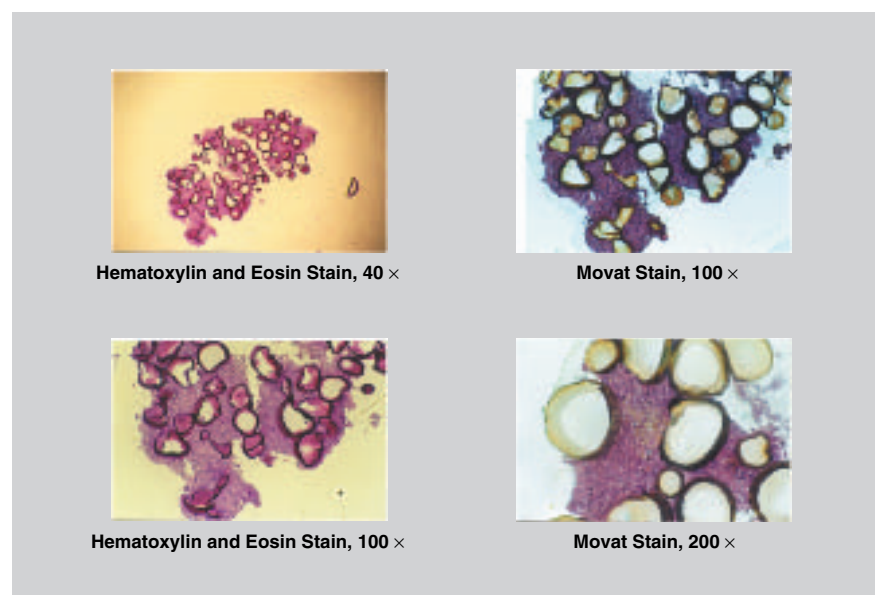 Hematoxylin and Eosin Stain, 40 ×
Movat Stain, 100 ×
Hematoxylin and Eosin Stain, 100 ×
Movat Stain, 200 ×